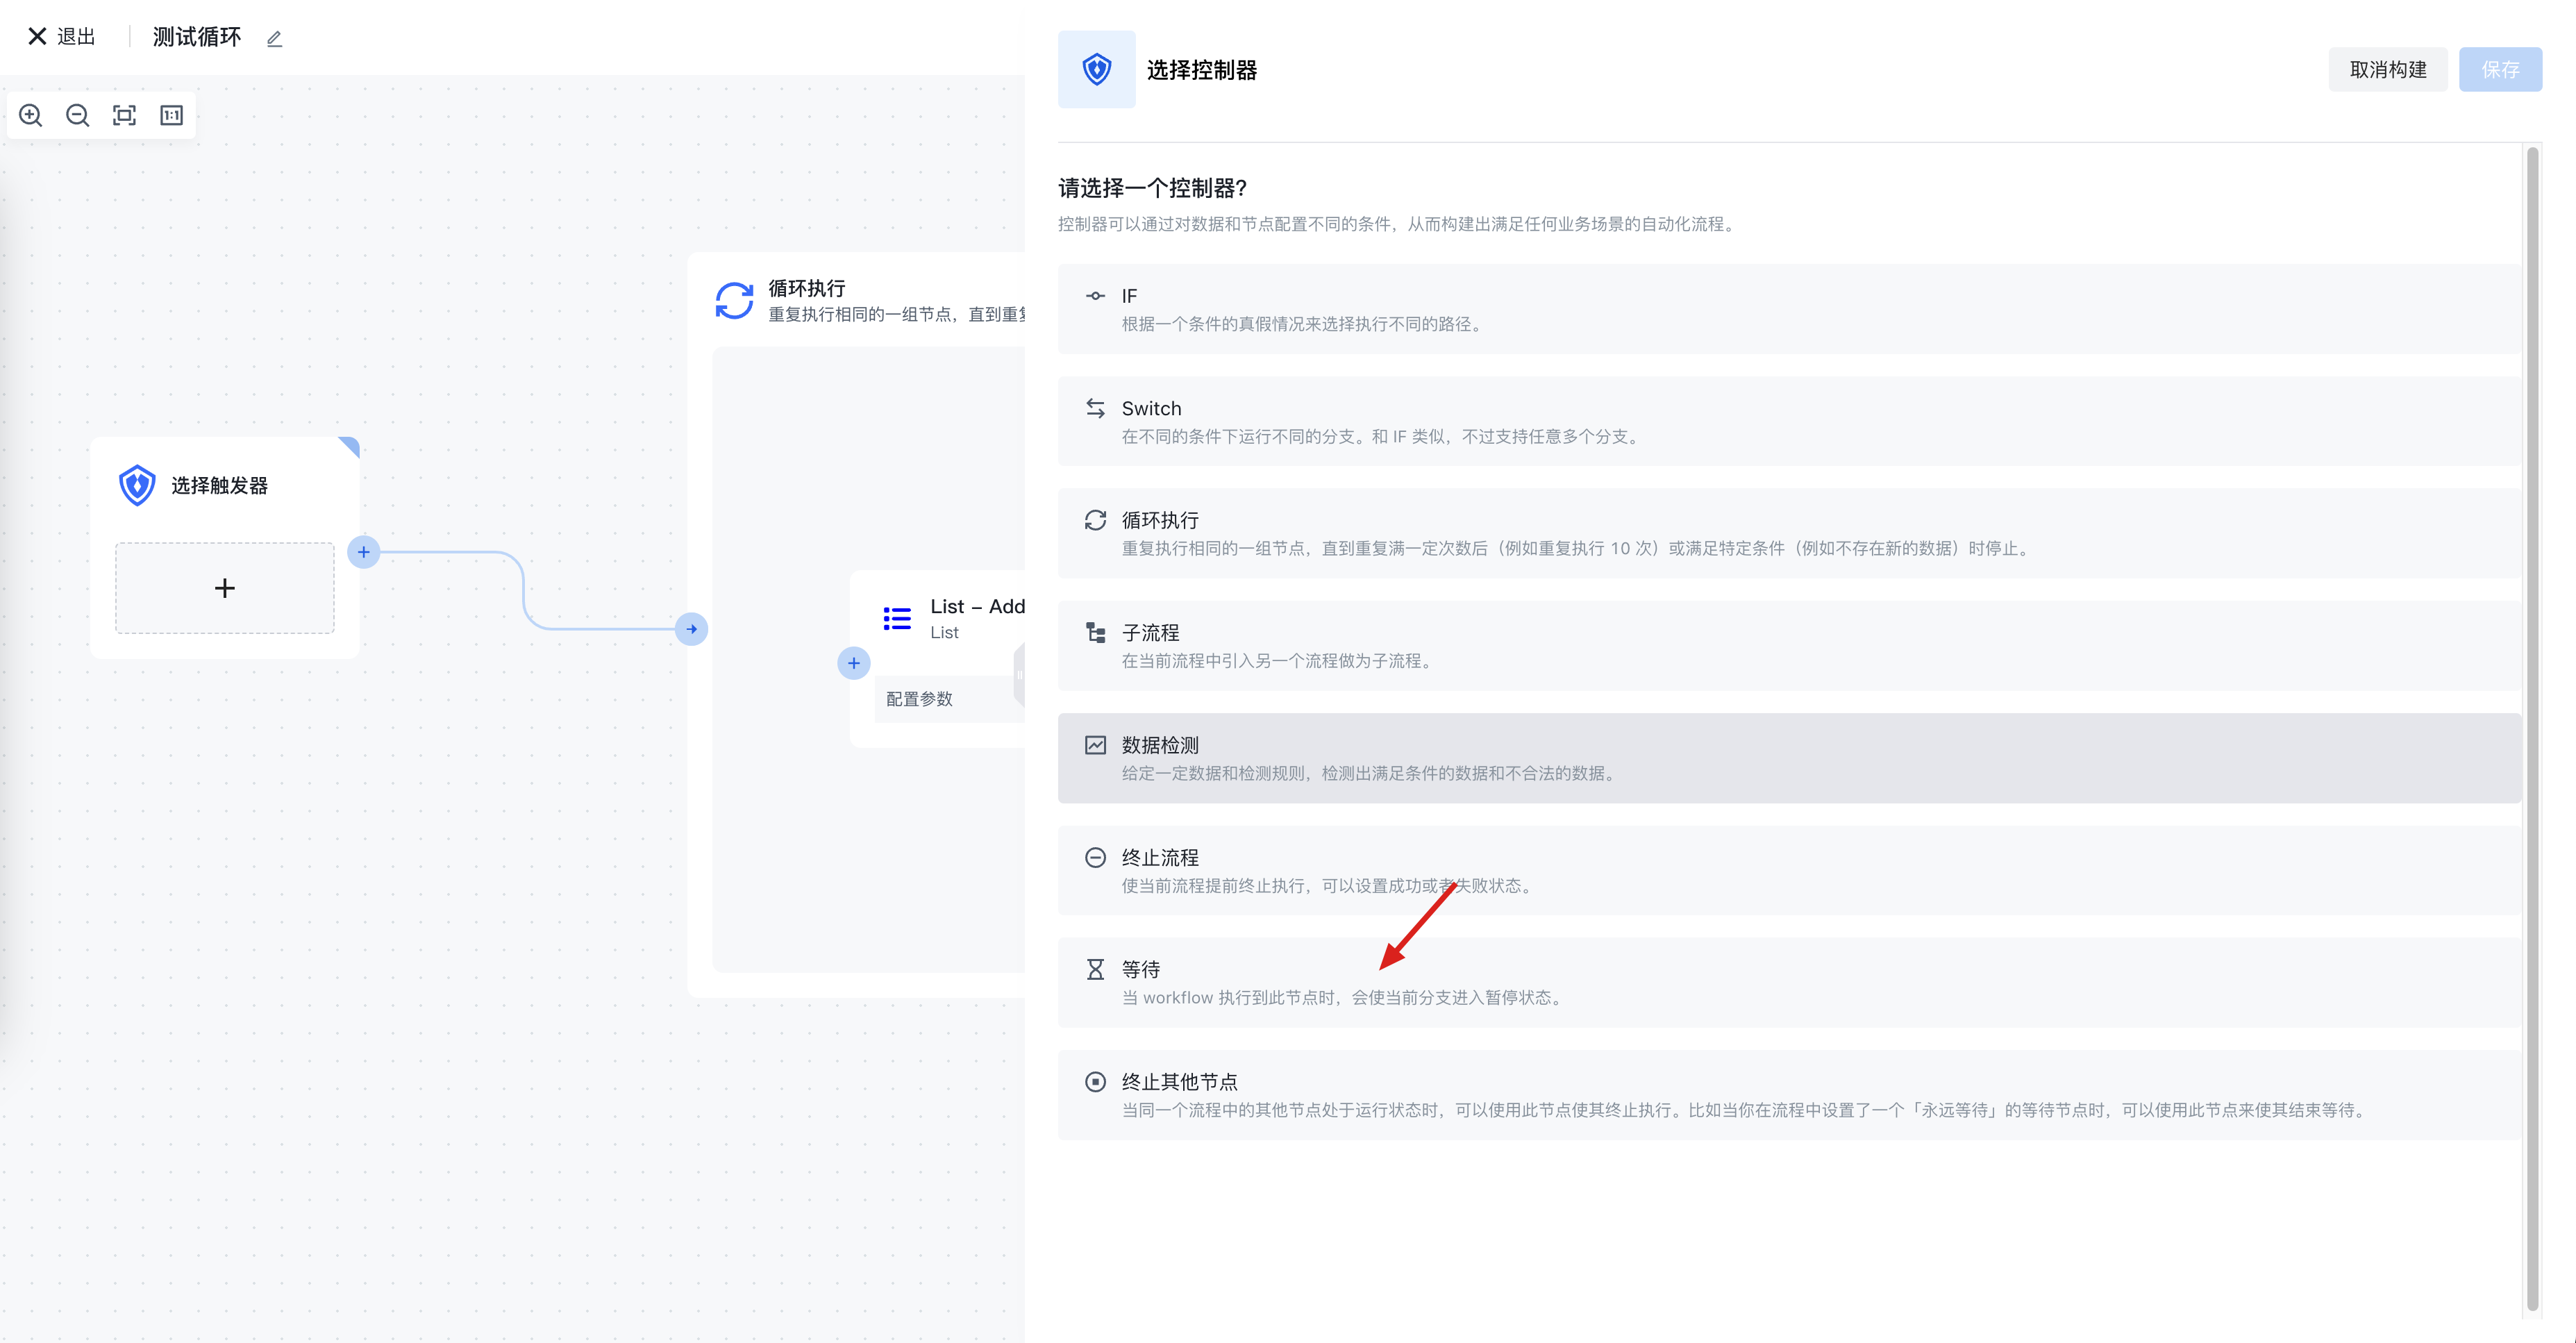 退出
测试循环
1:1
选择触发器
循环执行
重复执行相同的一组节点，直到重复
List – Add
List
配置参数
选择控制器
取消构建
保存
请选择一个控制器?
控制器可以通过对数据和节点配置不同的条件，从而构建出满足任何业务场景的自动化流程。
IF
根据一个条件的真假情况来选择执行不同的路径。
Switch
在不同的条件下运行不同的分支。和 IF 类似，不过支持任意多个分支。
循环执行
重复执行相同的一组节点，直到重复满一定次数后（例如重复执行 10 次）或满足特定条件（例如不存在新的数据）时停止。
子流程
在当前流程中引入另一个流程做为子流程。
数据检测
给定一定数据和检测规则，检测出满足条件的数据和不合法的数据。
终止流程
使当前流程提前终止执行，可以设置成功或者失败状态。
等待
当 workflow 执行到此节点时，会使当前分支进入暂停状态。
终止其他节点
当同一个流程中的其他节点处于运行状态时，可以使用此节点使其终止执行。比如当你在流程中设置了一个「永远等待」的等待节点时，可以使用此节点来使其结束等待。